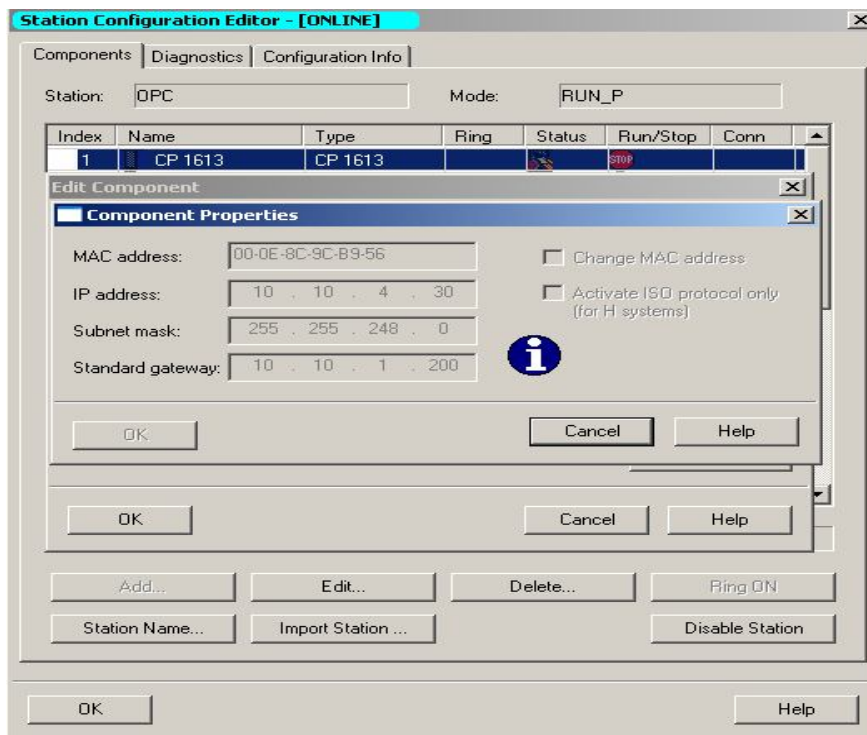 Station Configuration Editor - [ONLINE]
Components Diagnostics Configuration Info
Station: OPC Mode: RUN_P
Index Name Type Ring Status Run/Stop Conn
1 CP 1613 CP 1613 STOP
Edit Component
Component Properties
MAC address: 00-0E-8C-9C-B9-56 Change MAC address
IP address: 10 . 10 . 4 . 30 Activate ISO protocol only
(for H systems)
Subnet mask: 255 . 255 . 248 . 0
Standard gateway: 10 . 10 . 1 . 200
OK Cancel Help
OK Cancel Help
Add... Edit... Delete... Ring ON
Station Name... Import Station ... Disable Station
OK Help